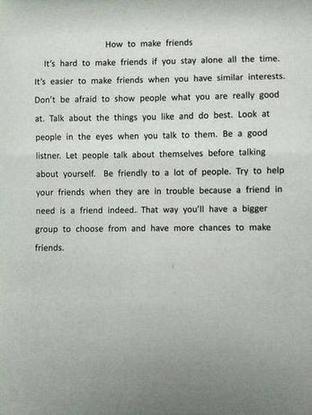 How to make friends
It's hard to make friends if you stay alone all the time.
It's easier to make friends when you have similar interests.
Don't be afraid to show people what you are really good
at. Talk about the things you like and do best. Look at
people in the eyes when you talk to them. Be a good
listner. Let people talk about themselves before talking
about yourself. Be friendly to a lot of people. Try to help
your friends when they are in trouble because a friend in
need is a friend indeed. That way you'll have a bigger
group to choose from and have more chances to make
friends.